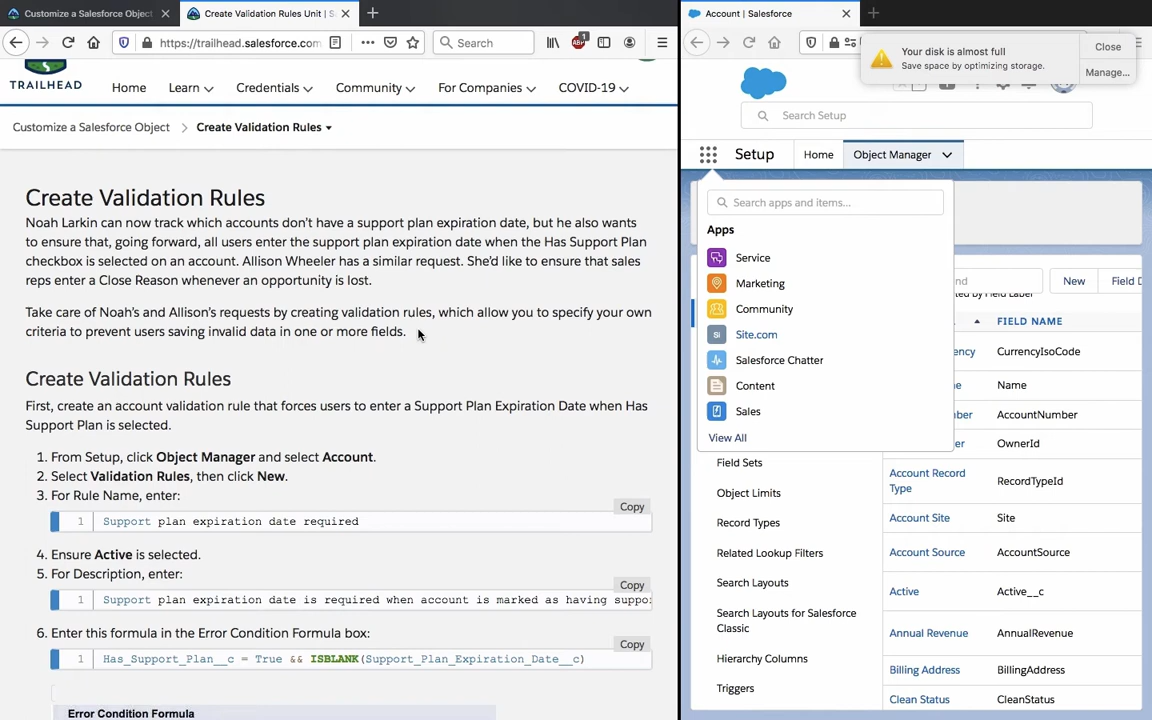 Customize a Salesforce Object
Create Validation Rules Unit | S
Account | Salesforce
https://trailhead.salesforce.com
Search
1
Your disk is almost full
Save space by optimizing storage.
Close
Manage...
TRAILHEAD
Home
Learn
Credentials
Community
For Companies
COVID-19
Search Setup
Customize a Salesforce Object
Create Validation Rules
Setup
Home
Object Manager
Create Validation Rules
Noah Larkin can now track which accounts don't have a support plan expiration date, but he also wants
to ensure that, going forward, all users enter the support plan expiration date when the Has Support Plan
checkbox is selected on an account. Allison Wheeler has a similar request. She'd like to ensure that sales
reps enter a Close Reason whenever an opportunity is lost.
Take care of Noah's and Allison's requests by creating validation rules, which allow you to specify your own
criteria to prevent users saving invalid data in one or more fields.
Create Validation Rules
First, create an account validation rule that forces users to enter a Support Plan Expiration Date when Has
Support Plan is selected.
1. From Setup, click Object Manager and select Account.
2. Select Validation Rules, then click New.
3. For Rule Name, enter:
Copy
1 Support plan expiration date required
4. Ensure Active is selected.
5. For Description, enter:
Copy
1 Support plan expiration date is required when account is marked as having suppo
6. Enter this formula in the Error Condition Formula box:
Copy
1 Has_Support_Plan__c = True && ISBLANK(Support_Plan_Expiration_Date__c)
Error Condition Formula
Search apps and items...
Apps
Service
Marketing
Community
Site.com
Salesforce Chatter
Content
Sales
View All
Field Sets
Object Limits
Record Types
Related Lookup Filters
Search Layouts
Search Layouts for Salesforce
Classic
Hierarchy Columns
Triggers
nd
New
Field D
ted by Field Label
FIELD NAME
ency CurrencyIsoCode
ne Name
nber AccountNumber
er OwnerId
Account Record
Type
RecordTypeId
Account Site Site
Account Source AccountSource
Active Active__c
Annual Revenue AnnualRevenue
Billing Address BillingAddress
Clean Status CleanStatus